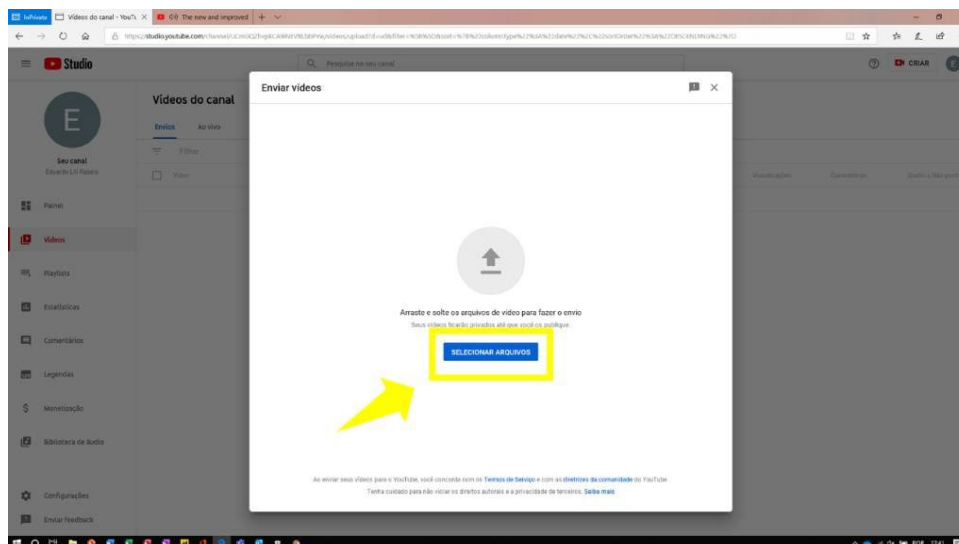 InPrivate
Vídeos do canal - YouTu
The new and improved
Studio
Pesquise no seu canal
CRIAR
E
Seu canal
Painel
Vídeos
Playlists
Estatísticas
Comentários
Legendas
Monetização
Biblioteca de áudio
Configurações
Enviar feedback
Vídeos do canal
Envios Ao vivo
Filtrar
Vídeo
Visualizações Comentários
Enviar vídeos
Arraste e solte os arquivos de vídeo para fazer o envio
Seus vídeos ficarão privados até que você os publique.
SELECIONAR ARQUIVOS
Ao enviar seus vídeos para o YouTube, você concorda com os Termos de Serviço e com as diretrizes da comunidade do YouTube.
Tenha cuidado para não violar os direitos autorais e a privacidade de terceiros. Saiba mais
POR 17:41